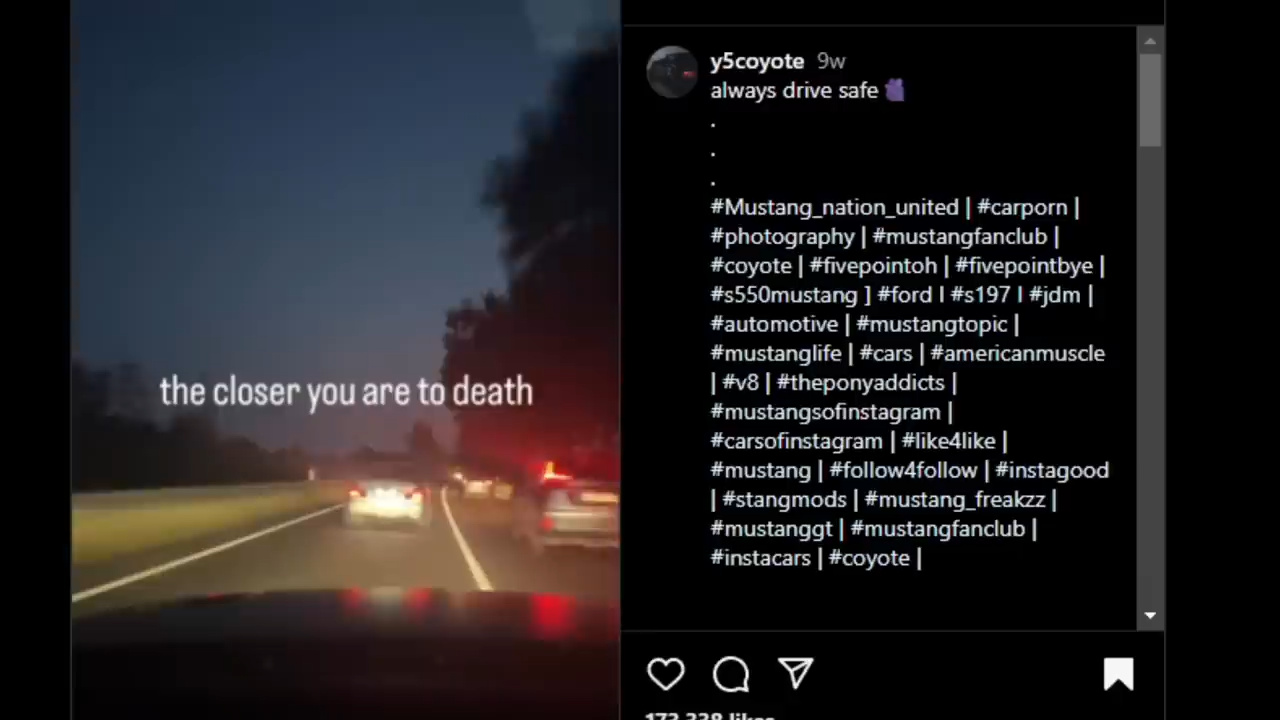 the closer you are to death
y5coyote 9w
always drive safe
.
.
.
#Mustang_nation_united | #carporn |
#photography | #mustangfanclub |
#coyote | #fivepointoh | #fivepointbye |
#s550mustang ] #ford l #s197 l #jdm |
#automotive | #mustangtopic |
#mustanglife | #cars | #americanmuscle
| #v8 | #theponyaddicts |
#mustangsofinstagram |
#carsofinstagram | #like4like |
#mustang | #follow4follow | #instagood
| #stangmods | #mustang_freakzz |
#mustanggt | #mustangfanclub |
#instacars | #coyote |